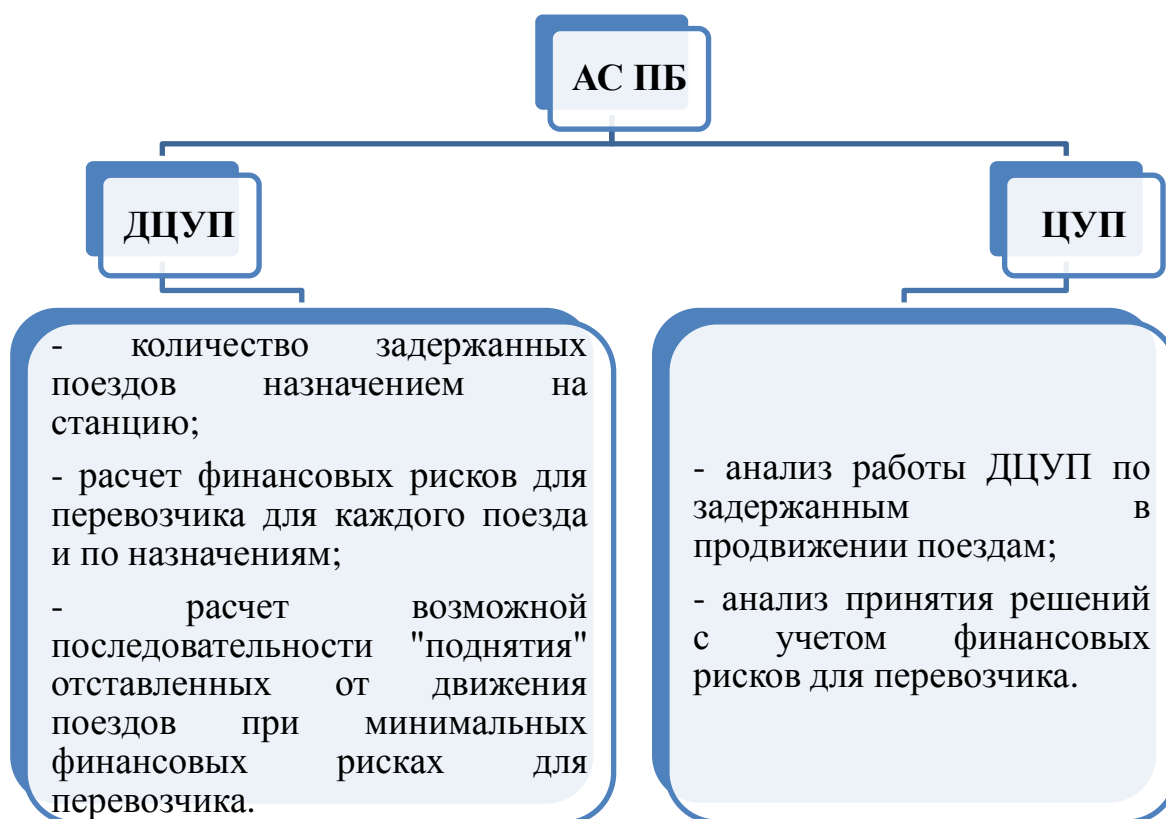 АС ПБ
ДЦУП
ЦУП
- количество задержанных
поездов назначением на
станцию;
- расчет финансовых рисков для
перевозчика для каждого поезда
и по назначениям;
- расчет возможной
последовательности "поднятия"
отставленных от движения
поездов при минимальных
финансовых рисках для
перевозчика.
- анализ работы ДЦУП по
задержанным в
продвижении поездам;
- анализ принятия решений
с учетом финансовых
рисков для перевозчика.